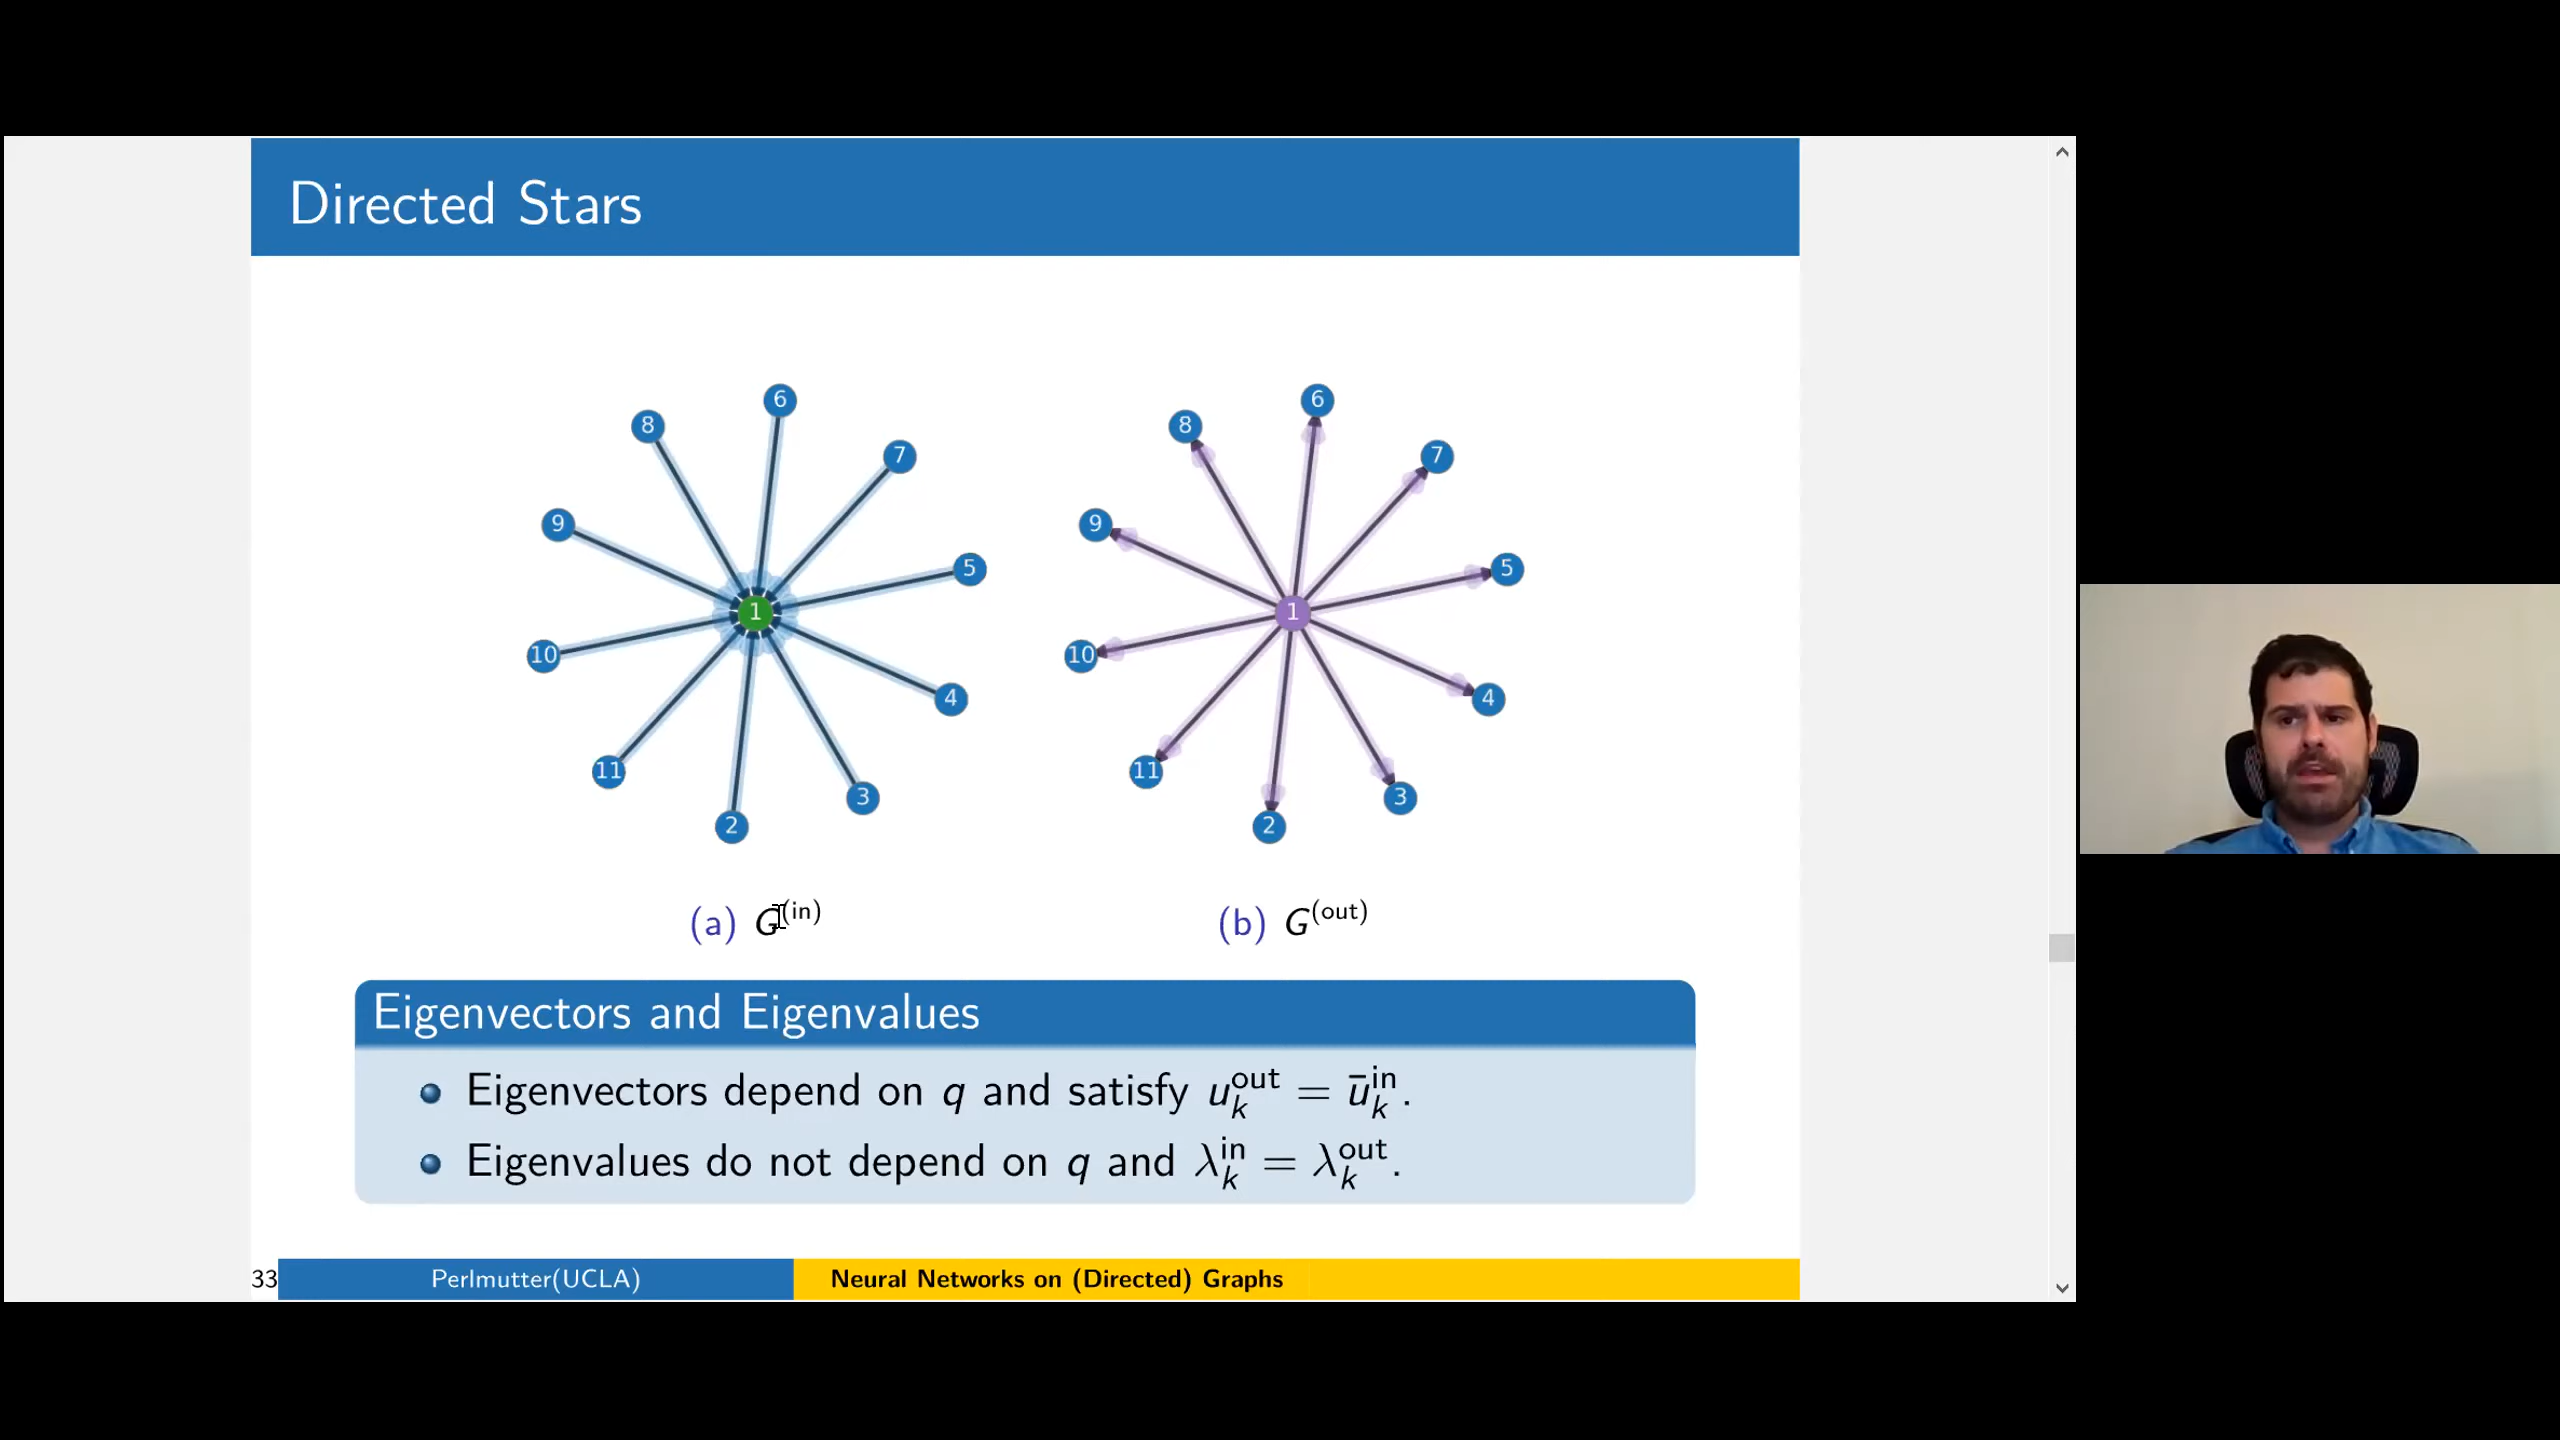 Directed Stars
6
8
7
9
5
1
10
4
11
3
2
6
8
7
9
5
1
10
4
11
3
2
(a) G^(in)
(b) G^(out)
Eigenvectors and Eigenvalues
Eigenvectors depend on q and satisfy u_k^out = ū_k^in.
Eigenvalues do not depend on q and λ_k^in = λ_k^out.
33
Perlmutter(UCLA)
Neural Networks on (Directed) Graphs